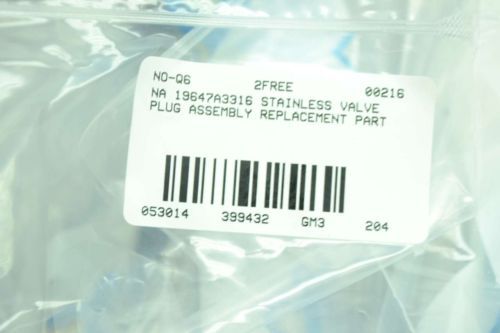 NO-Q6 2FREE 00216
NA 19647A3316 STAINLESS VALVE
PLUG ASSEMBLY REPLACEMENT PART
053014 399432 GM3 204